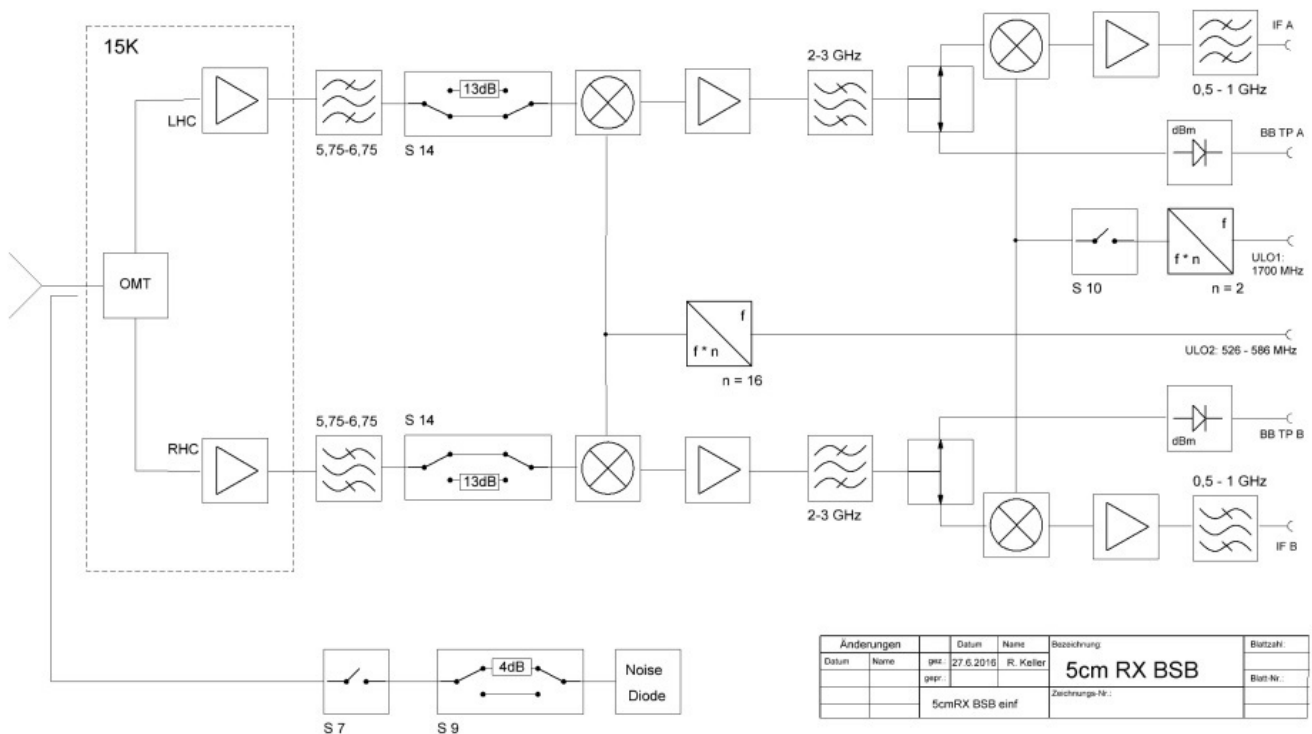 15K
LHC
5,75-6,75
13dB
S 14
2-3 GHz
IF A
0,5 - 1 GHz
dBm
BB TP A
OMT
f
f * n
S 10
n = 2
ULO1:
1700 MHz
f
f * n
n = 16
ULO2: 526 - 586 MHz
RHC
5,75-6,75
S 14
13dB
2-3 GHz
dBm
BB TP B
0,5 - 1 GHz
IF B
S 7
4dB
S 9
Noise
Diode
Änderungen
Datum
Name
Bezeichnung:
Blattzahl:
Datum
Name
gez.:
27.6.2016
R. Keller
5cm RX BSB
gepr.:
Blatt-Nr.:
5cmRX BSB einf
Zeichnungs-Nr.: